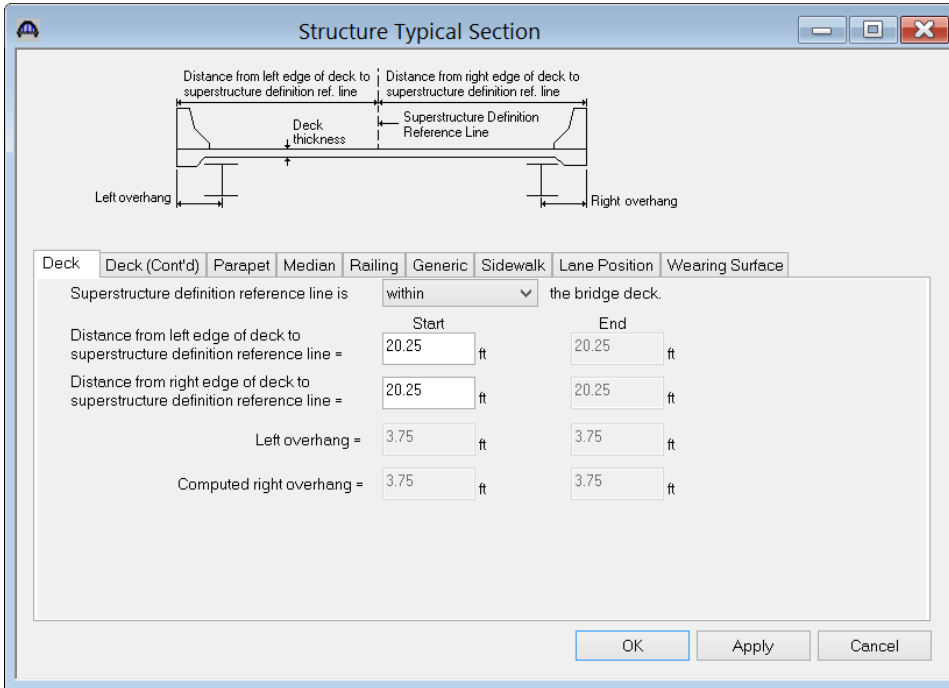 Structure Typical Section
Distance from left edge of deck to
superstructure definition ref. line
Distance from right edge of deck to
superstructure definition ref. line
Deck
thickness
Superstructure Definition
Reference Line
Left overhang
Right overhang
Deck Deck (Cont'd) Parapet Median Railing Generic Sidewalk Lane Position Wearing Surface
Superstructure definition reference line is within the bridge deck.
Start End
Distance from left edge of deck to
superstructure definition reference line = 20.25 ft 20.25 ft
Distance from right edge of deck to
superstructure definition reference line = 20.25 ft 20.25 ft
Left overhang = 3.75 ft 3.75 ft
Computed right overhang = 3.75 ft 3.75 ft
OK Apply Cancel